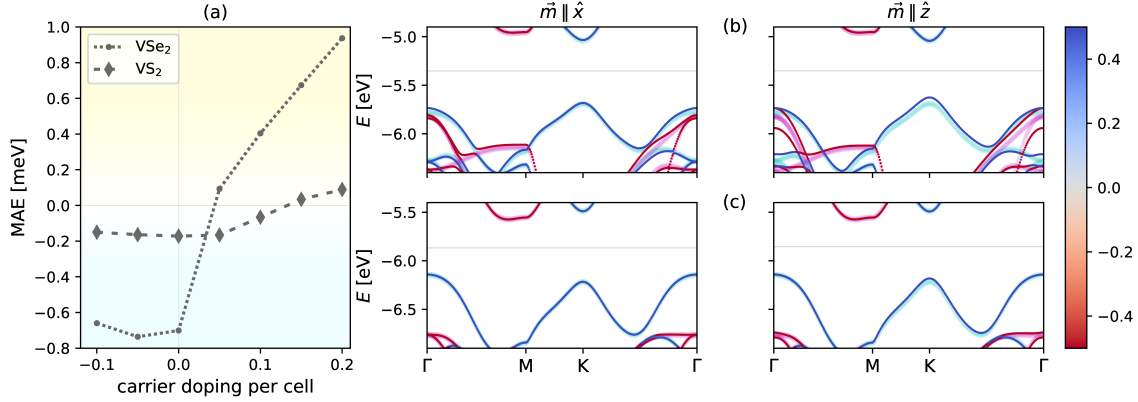 (a)
MAE [meV]
1.0
0.8
0.6
0.4
0.2
0.0
−0.2
−0.4
−0.6
−0.8
VSe₂
VS₂
−0.1
0.0
0.1
0.2
carrier doping per cell
m⃗ ∥ x̂
E [eV]
−5.0
−5.5
−6.0
m⃗ ∥ ẑ
(b)
E [eV]
−5.5
−6.0
−6.5
Γ
M
K
Γ
(c)
Γ
M
K
Γ
0.4
0.2
0.0
−0.2
−0.4